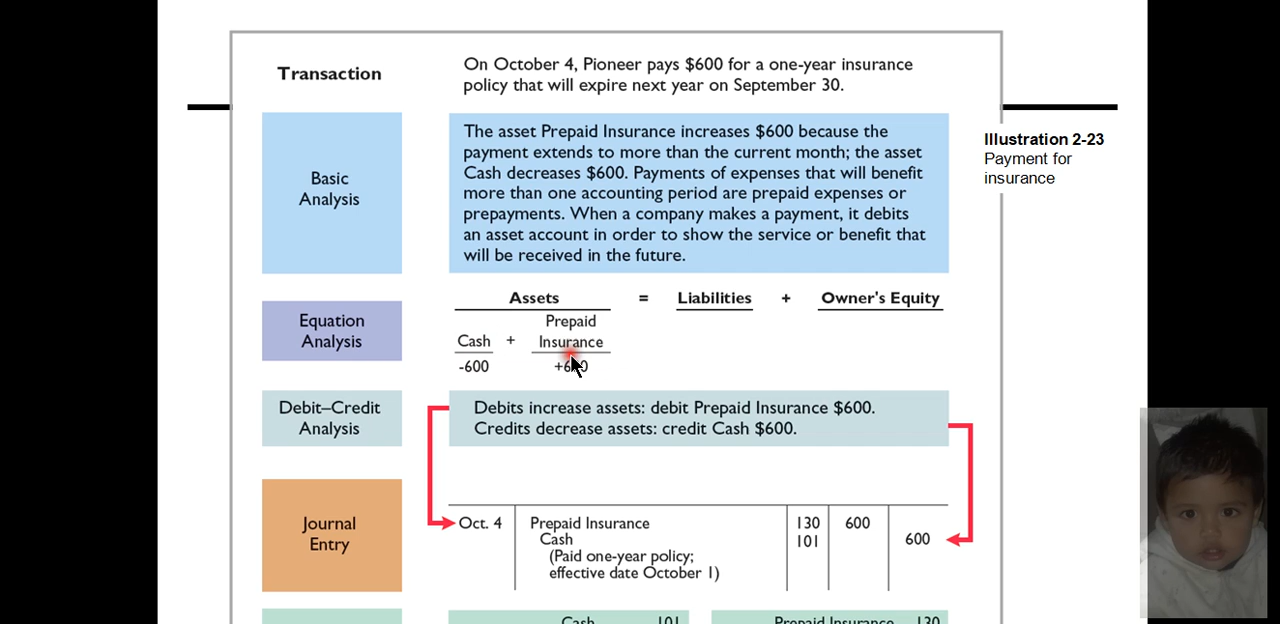 Transaction
On October 4, Pioneer pays $600 for a one-year insurance
policy that will expire next year on September 30.
Basic
Analysis
The asset Prepaid Insurance increases $600 because the
payment extends to more than the current month; the asset
Cash decreases $600. Payments of expenses that will benefit
more than one accounting period are prepaid expenses or
prepayments. When a company makes a payment, it debits
an asset account in order to show the service or benefit that
will be received in the future.
Illustration 2-23
Payment for
insurance
Equation
Analysis
Assets = Liabilities + Owner's Equity
Prepaid
Cash + Insurance
-600
Debit–Credit
Analysis
Debits increase assets: debit Prepaid Insurance $600.
Credits decrease assets: credit Cash $600.
Journal
Entry
Oct. 4 Prepaid Insurance 130 600
Cash 101 600
(Paid one-year policy;
effective date October 1)
Cash 101 Prepaid Insurance 130